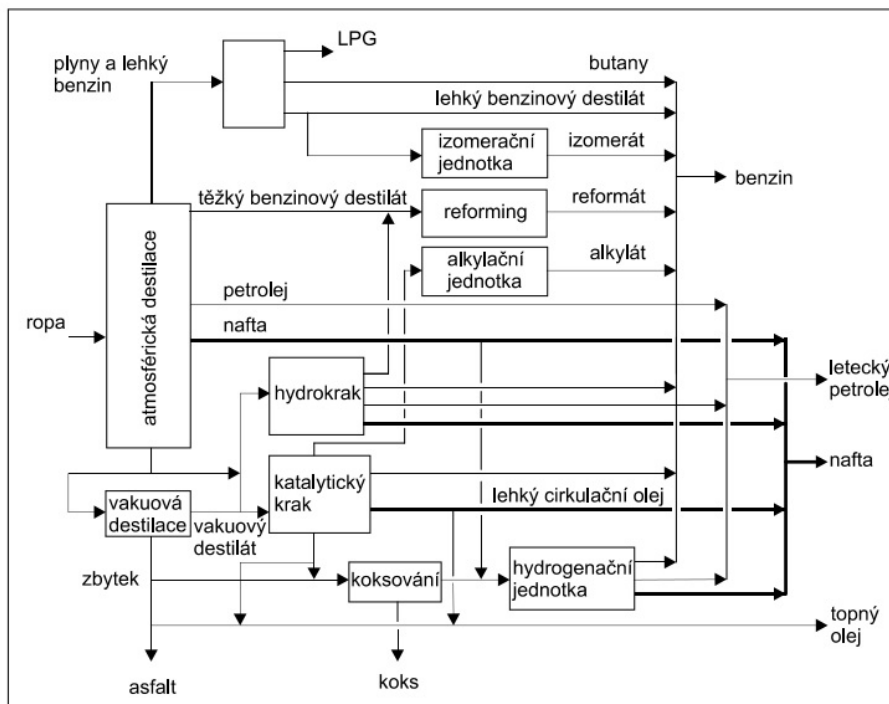 LPG
plyny a lehký
benzin
butany
lehký benzinový destilát
izomerační
jednotka
izomerát
benzin
těžký benzinový destilát
reforming
reformát
alkylační
jednotka
alkylát
atmosférická destilace
petrolej
ropa
nafta
letecký
petrolej
hydrokrak
nafta
katalytický
krak
lehký cirkulační olej
vakuová
destilace
vakuový
destilát
zbytek
koksování
hydrogenační
jednotka
topný
olej
asfalt
koks